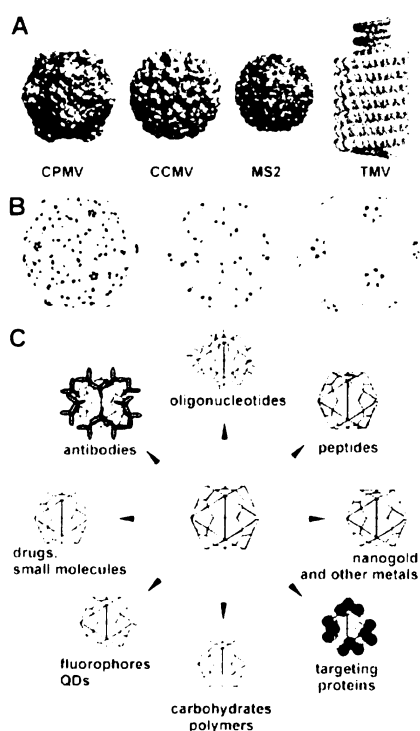 A
CPMV
CCMV
MS2
TMV
B
C
oligonucleotides
antibodies
peptides
drugs,
small molecules
nanogold
and other metals
fluorophores
QDs
carbohydrates
polymers
targeting
proteins